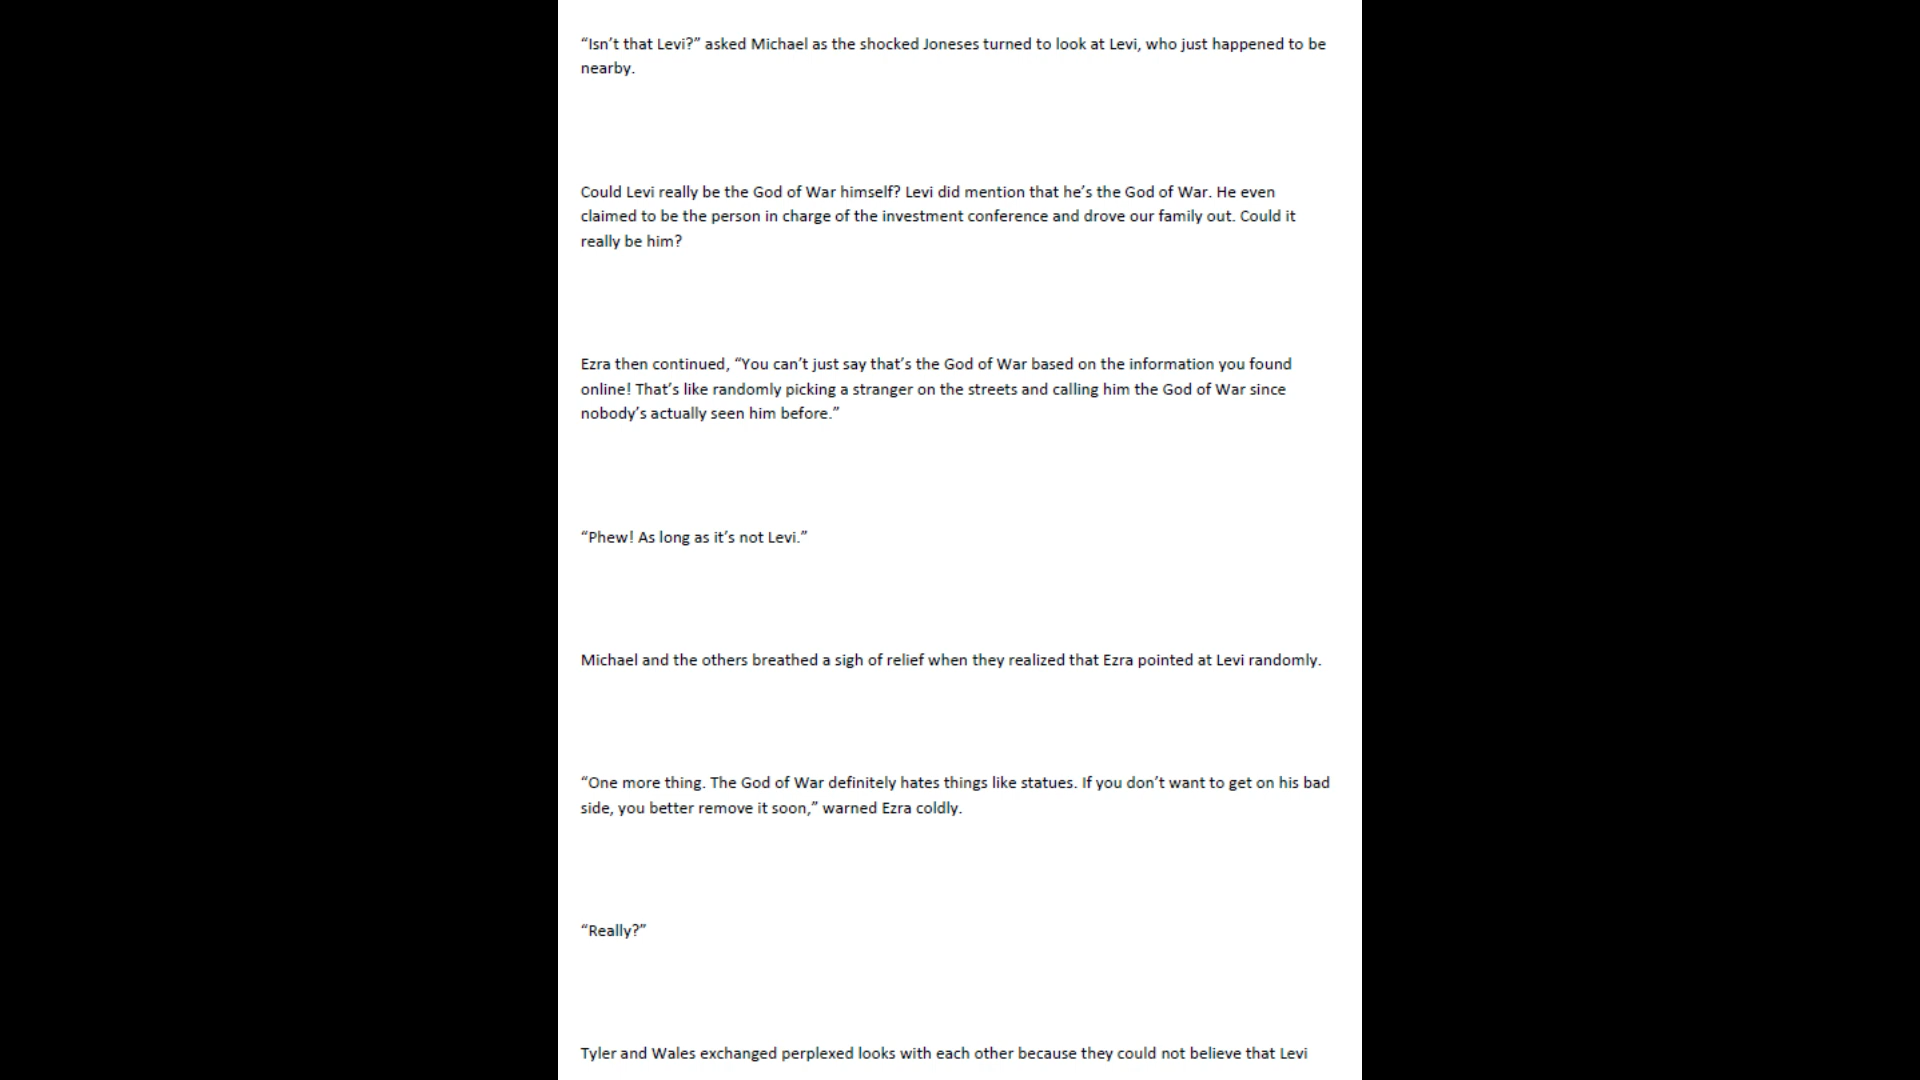 “Isn’t that Levi?” asked Michael as the shocked Joneses turned to look at Levi, who just happened to be
nearby.
Could Levi really be the God of War himself? Levi did mention that he’s the God of War. He even
claimed to be the person in charge of the investment conference and drove our family out. Could it
really be him?
Ezra then continued, “You can’t just say that’s the God of War based on the information you found
online! That’s like randomly picking a stranger on the streets and calling him the God of War since
nobody’s actually seen him before.”
“Phew! As long as it’s not Levi.”
Michael and the others breathed a sigh of relief when they realized that Ezra pointed at Levi randomly.
“One more thing. The God of War definitely hates things like statues. If you don’t want to get on his bad
side, you better remove it soon,” warned Ezra coldly.
“Really?”
Tyler and Wales exchanged perplexed looks with each other because they could not believe that Levi